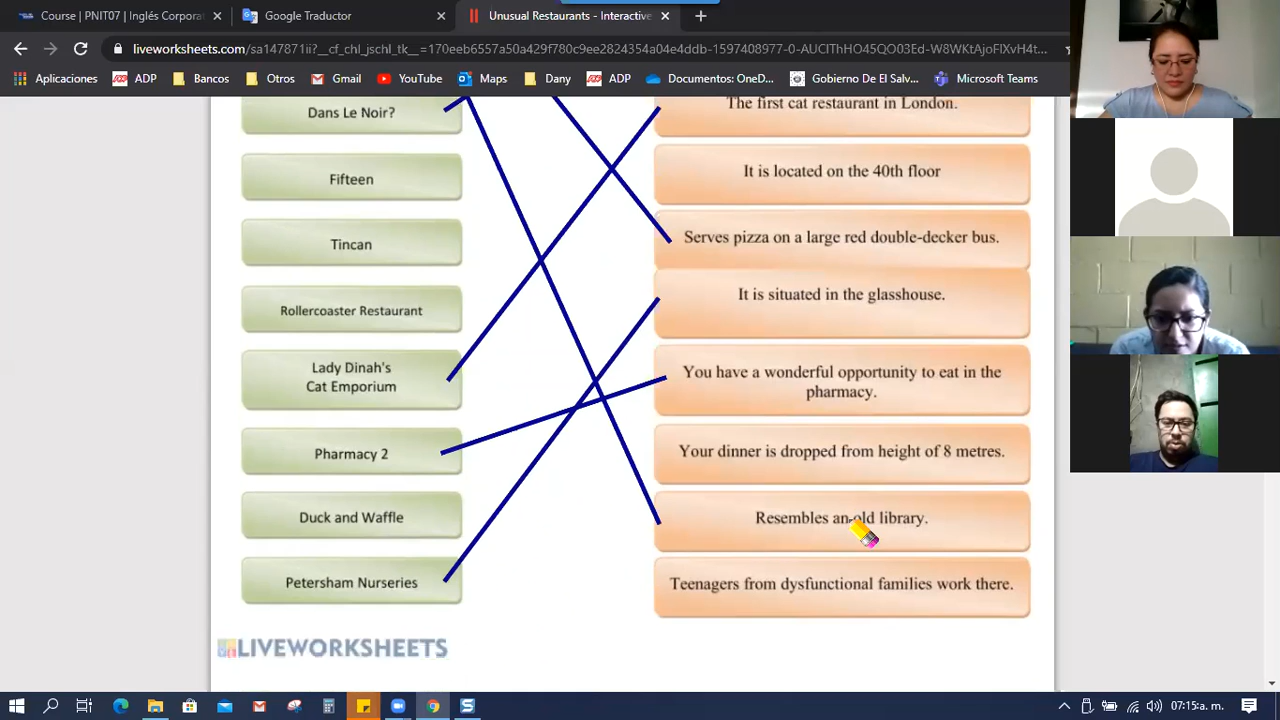 Course | PNIT07 | Inglés Corporat
Google Traductor
Unusual Restaurants - Interactive
liveworksheets.com/sa147871ii?__cf_chl_jschl_tk__=170eeb6557a50a429f780c9ee2824354a04e4ddb-1597408977-0-AUCIThHO45QO03Ed-W8WKtAjoFlXvH4t...
Aplicaciones
ADP
Bancos
Otros
Gmail
YouTube
Maps
Dany
ADP
Documentos: OneD...
Gobierno De El Salv...
Microsoft Teams
Dans Le Noir?
The first cat restaurant in London.
Fifteen
It is located on the 40th floor
Tincan
Serves pizza on a large red double-decker bus.
Rollercoaster Restaurant
It is situated in the glasshouse.
Lady Dinah's
Cat Emporium
You have a wonderful opportunity to eat in the
pharmacy.
Pharmacy 2
Your dinner is dropped from height of 8 metres.
Duck and Waffle
Resembles an old library.
Petersham Nurseries
Teenagers from dysfunctional families work there.
LIVEWORKSHEETS
07:15a. m.